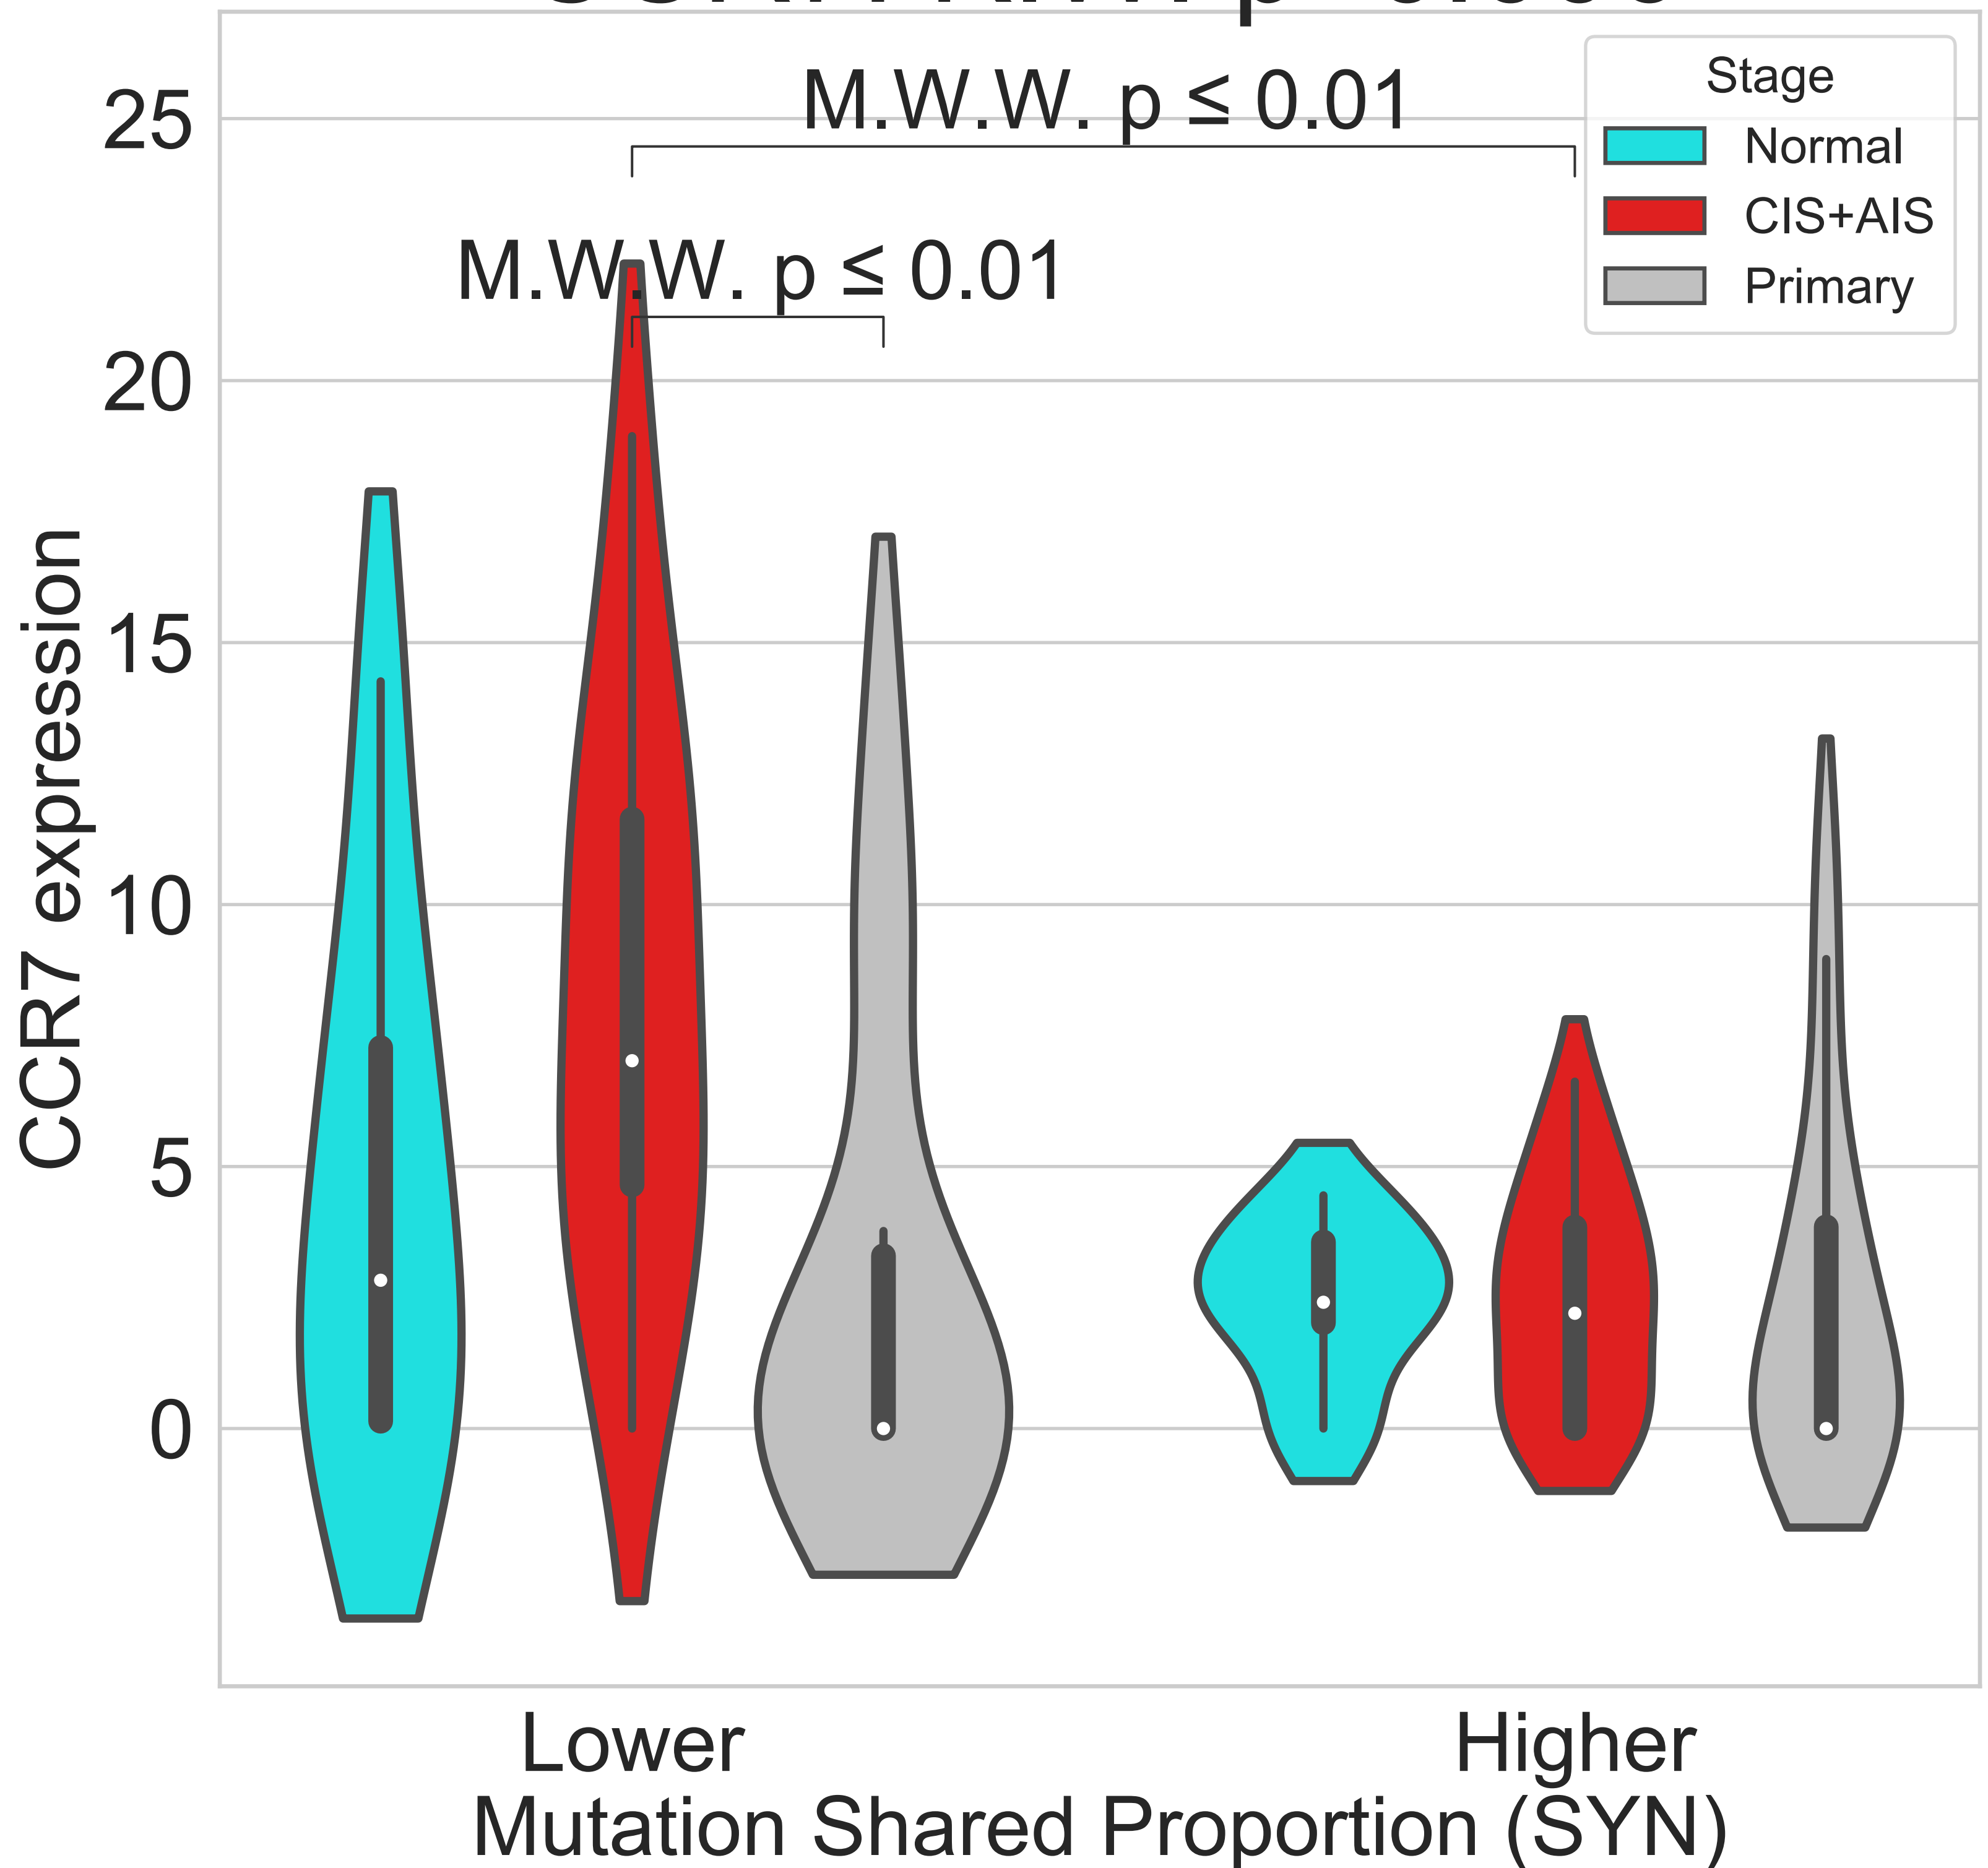 M.W.W. p ≤ 0.01
M.W.W. p ≤ 0.01
Stage
Normal
CIS+AIS
Primary
25
20
15
10
5
0
CCR7 expression
Lower
Higher
Mutation Shared Proportion (SYN)